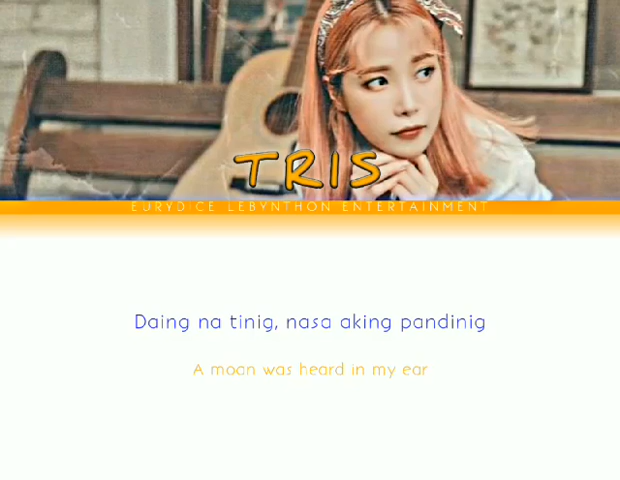 TRIS
EURYDICE LEBYNTHON ENTERTAINMENT
Daing na tinig, nasa aking pandinig
A moan was heard in my ear